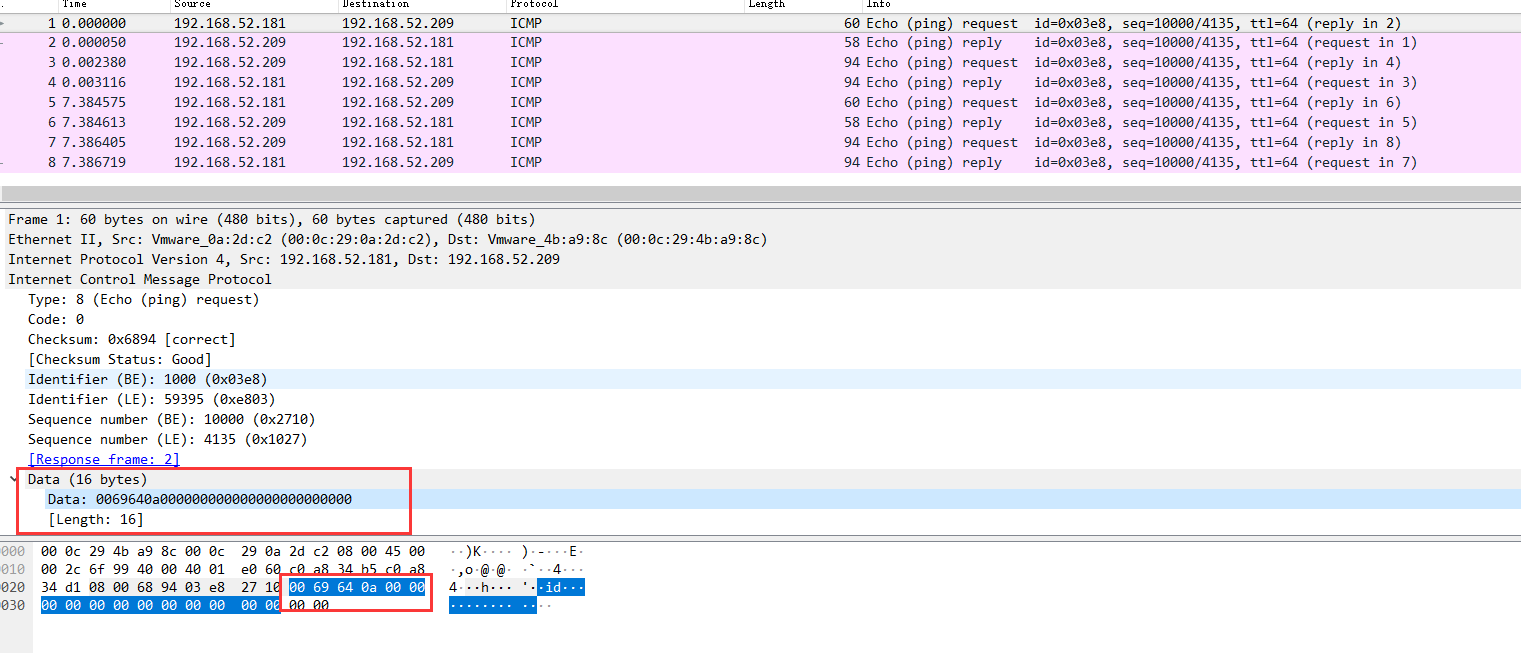 Time Source Destination Protocol Length Info
1 0.000000 192.168.52.181 192.168.52.209 ICMP 60 Echo (ping) request id=0x03e8, seq=10000/4135, ttl=64 (reply in 2)
2 0.000050 192.168.52.209 192.168.52.181 ICMP 58 Echo (ping) reply id=0x03e8, seq=10000/4135, ttl=64 (request in 1)
3 0.002380 192.168.52.209 192.168.52.181 ICMP 94 Echo (ping) request id=0x03e8, seq=10000/4135, ttl=64 (reply in 4)
4 0.003116 192.168.52.181 192.168.52.209 ICMP 94 Echo (ping) reply id=0x03e8, seq=10000/4135, ttl=64 (request in 3)
5 7.384575 192.168.52.181 192.168.52.209 ICMP 60 Echo (ping) request id=0x03e8, seq=10000/4135, ttl=64 (reply in 6)
6 7.384613 192.168.52.209 192.168.52.181 ICMP 58 Echo (ping) reply id=0x03e8, seq=10000/4135, ttl=64 (request in 5)
7 7.386405 192.168.52.209 192.168.52.181 ICMP 94 Echo (ping) request id=0x03e8, seq=10000/4135, ttl=64 (reply in 8)
8 7.386719 192.168.52.181 192.168.52.209 ICMP 94 Echo (ping) reply id=0x03e8, seq=10000/4135, ttl=64 (request in 7)
Frame 1: 60 bytes on wire (480 bits), 60 bytes captured (480 bits)
Ethernet II, Src: Vmware_0a:2d:c2 (00:0c:29:0a:2d:c2), Dst: Vmware_4b:a9:8c (00:0c:29:4b:a9:8c)
Internet Protocol Version 4, Src: 192.168.52.181, Dst: 192.168.52.209
Internet Control Message Protocol
Type: 8 (Echo (ping) request)
Code: 0
Checksum: 0x6894 [correct]
[Checksum Status: Good]
Identifier (BE): 1000 (0x03e8)
Identifier (LE): 59395 (0xe803)
Sequence number (BE): 10000 (0x2710)
Sequence number (LE): 4135 (0x1027)
[Response frame: 2]
Data (16 bytes)
Data: 0069640a000000000000000000000000
[Length: 16]
0000 00 0c 29 4b a9 8c 00 0c 29 0a 2d c2 08 00 45 00 ··)K···· )·-···E·
0010 00 2c 6f 99 40 00 40 01 e0 60 c0 a8 34 b5 c0 a8 ·,o·@·@· ·`··4···
0020 34 d1 08 00 68 94 03 e8 27 10 00 69 64 0a 00 00 4···h··· '··id···
0030 00 00 00 00 00 00 00 00 00 00 00 00 ········ ····